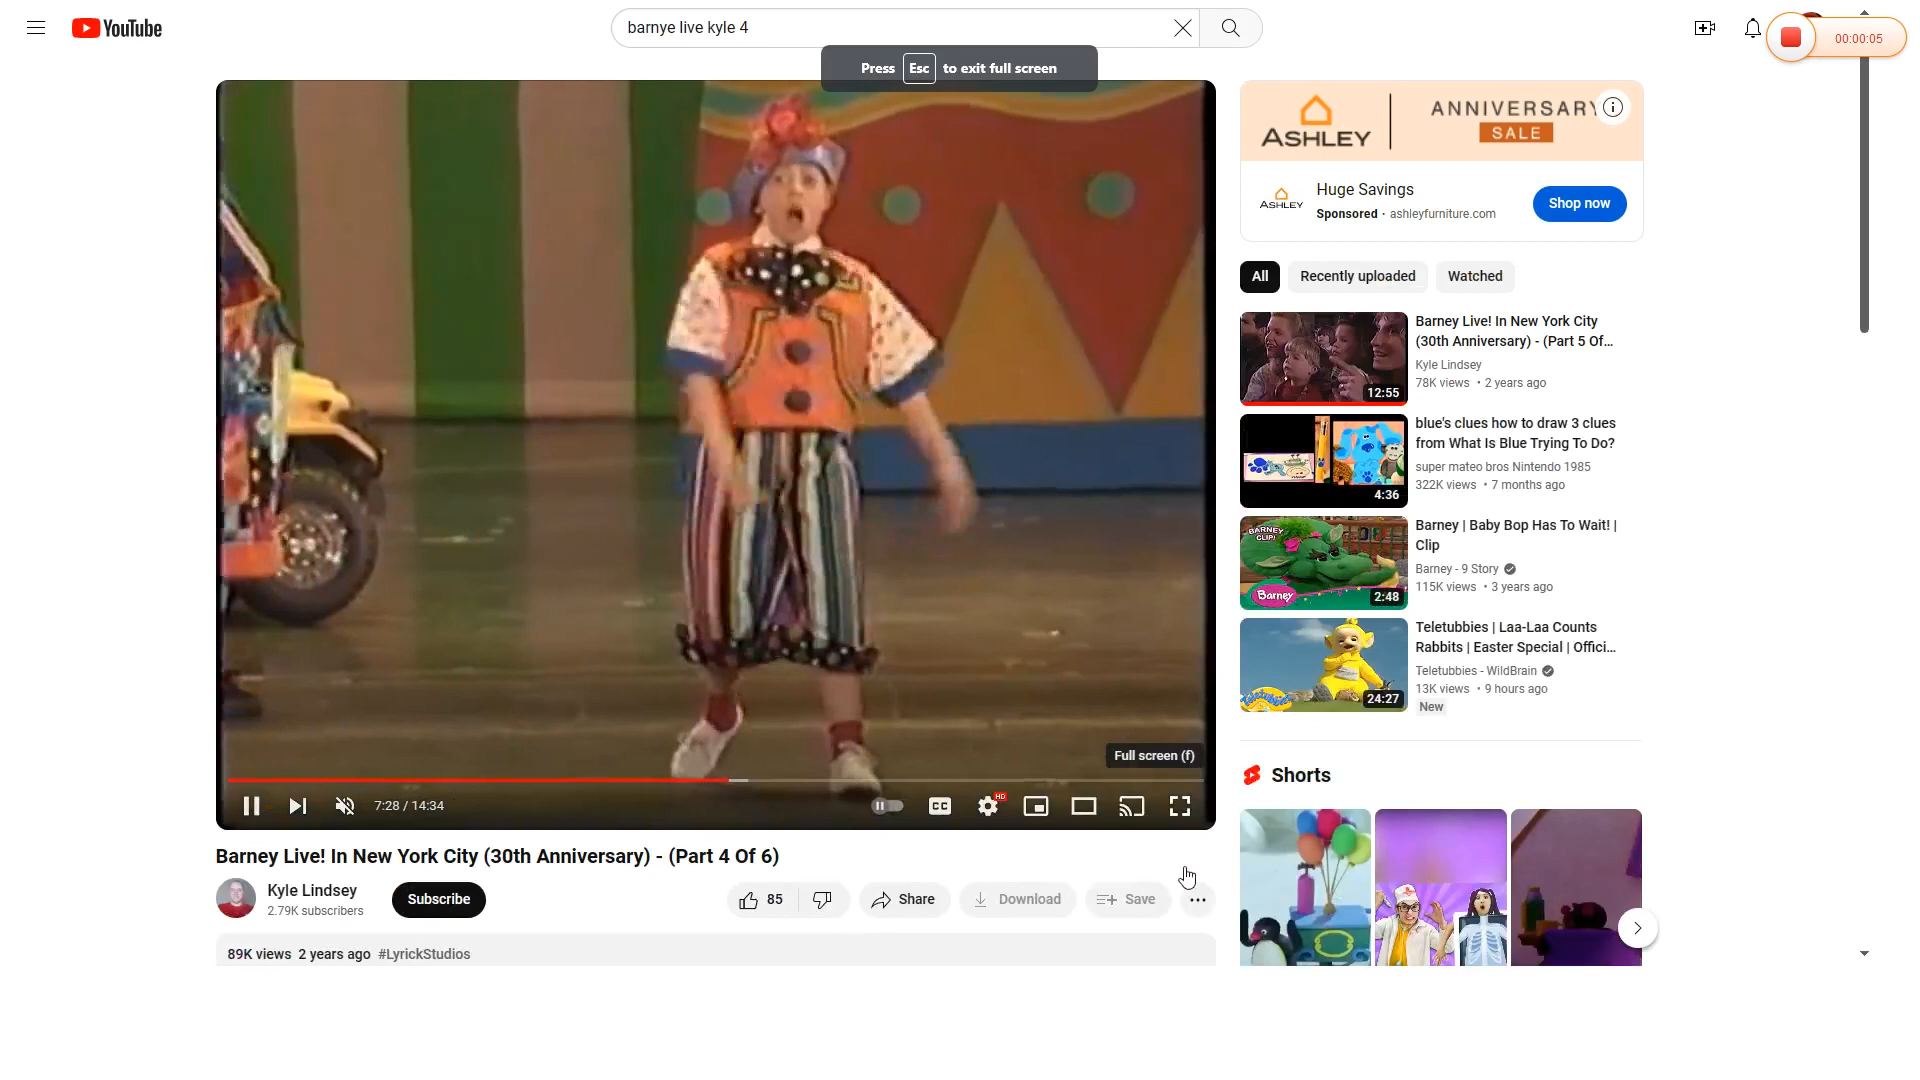 YouTube
barnye live kyle 4
00:00:05
Press Esc to exit full screen
ASHLEY
ANNIVERSARY
SALE
ASHLEY
Huge Savings
Sponsored · ashleyfurniture.com
Shop now
All
Recently uploaded
Watched
Barney Live! In New York City
(30th Anniversary) - (Part 5 Of...
Kyle Lindsey
78K views • 2 years ago
12:55
blue's clues how to draw 3 clues
from What Is Blue Trying To Do?
super mateo bros Nintendo 1985
322K views • 7 months ago
4:36
BARNEY
CLIP!
Barney
2:48
Barney | Baby Bop Has To Wait! |
Clip
Barney - 9 Story
115K views • 3 years ago
Teletubbies
24:27
Teletubbies | Laa-Laa Counts
Rabbits | Easter Special | Offici...
Teletubbies - WildBrain
13K views • 9 hours ago
New
Shorts
Full screen (f)
7:28 / 14:34
CC
HD
Barney Live! In New York City (30th Anniversary) - (Part 4 Of 6)
Kyle Lindsey
2.79K subscribers
Subscribe
85
Share
Download
Save
89K views 2 years ago #LyrickStudios